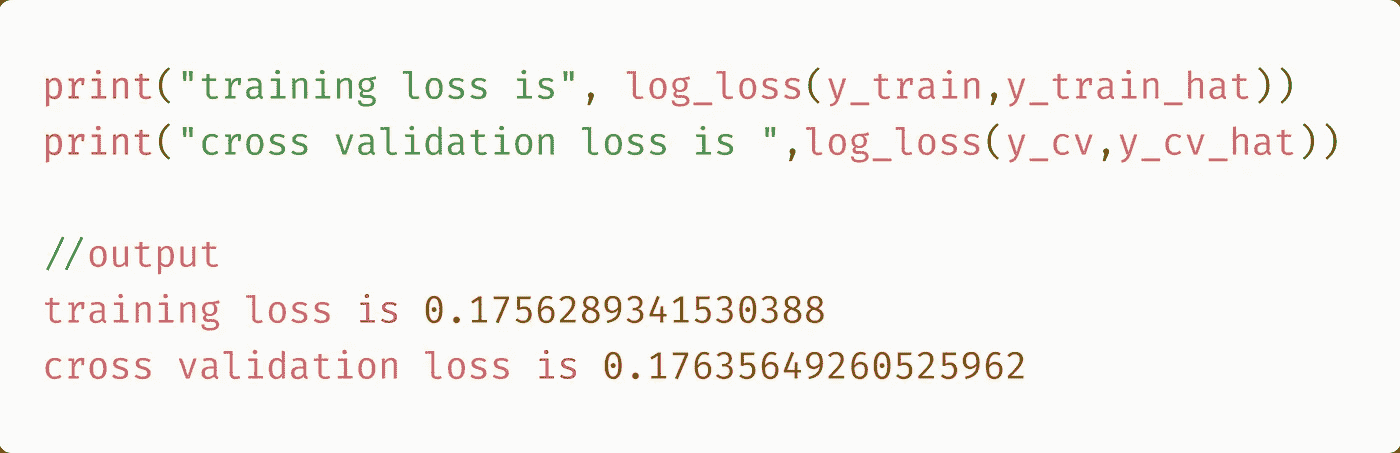 print("training loss is", log_loss(y_train,y_train_hat))
print("cross validation loss is ",log_loss(y_cv,y_cv_hat))
//output
training loss is 0.1756289341530388
cross validation loss is 0.17635649260525962